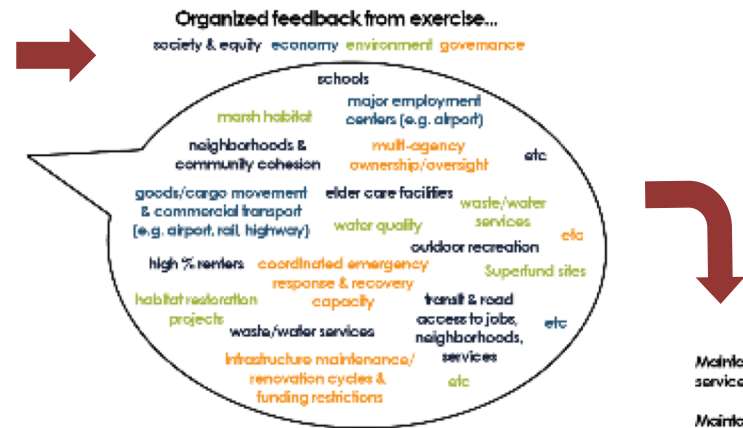 Organized feedback from exercise...
society & equity economy environment governance
schools
major employment
centers (e.g. airport)
marsh habitat
neighborhoods &
community cohesion
multi-agency
ownership/oversight
etc
goods/cargo movement
& commercial transport
(e.g. airport, rail, highway)
elder care facilities
waste/water
services
water quality
etc
outdoor recreation
high % renters
coordinated emergency
response & recovery
capacity
Superfund sites
habitat restoration
projects
transit & road
access to jobs,
neighborhoods,
services
etc
waste/water services
infrastructure maintenance/
renovation cycles &
funding restrictions
etc
service